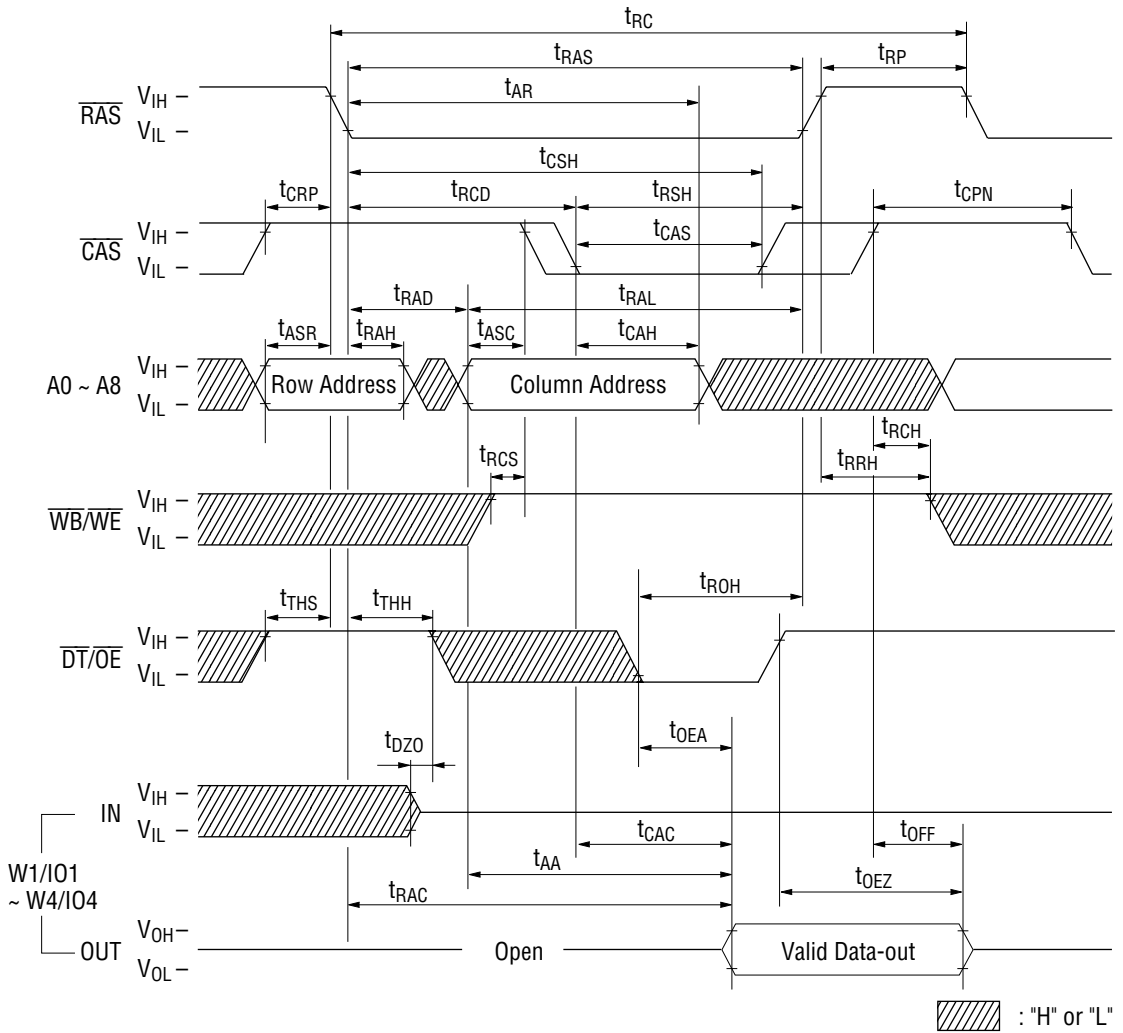 tRC
tRAS
tRP
tAR
RAS
VIH –
VIL –
tCSH
tCRP
tRCD
tRSH
tCPN
CAS
VIH –
VIL –
tCAS
tRAD
tRAL
tASR
tRAH
tASC
tCAH
A0 ~ A8
VIH –
VIL –
Row Address
Column Address
tRCH
tRCS
tRRH
WB/WE
VIH –
VIL –
tROH
tTHS
tTHH
DT/OE
VIH –
VIL –
tOEA
tDZO
IN
VIH –
VIL –
tCAC
tOFF
tAA
tOEZ
W1/IO1
~ W4/IO4
tRAC
OUT
VOH –
VOL –
Open
Valid Data-out
: "H" or "L"